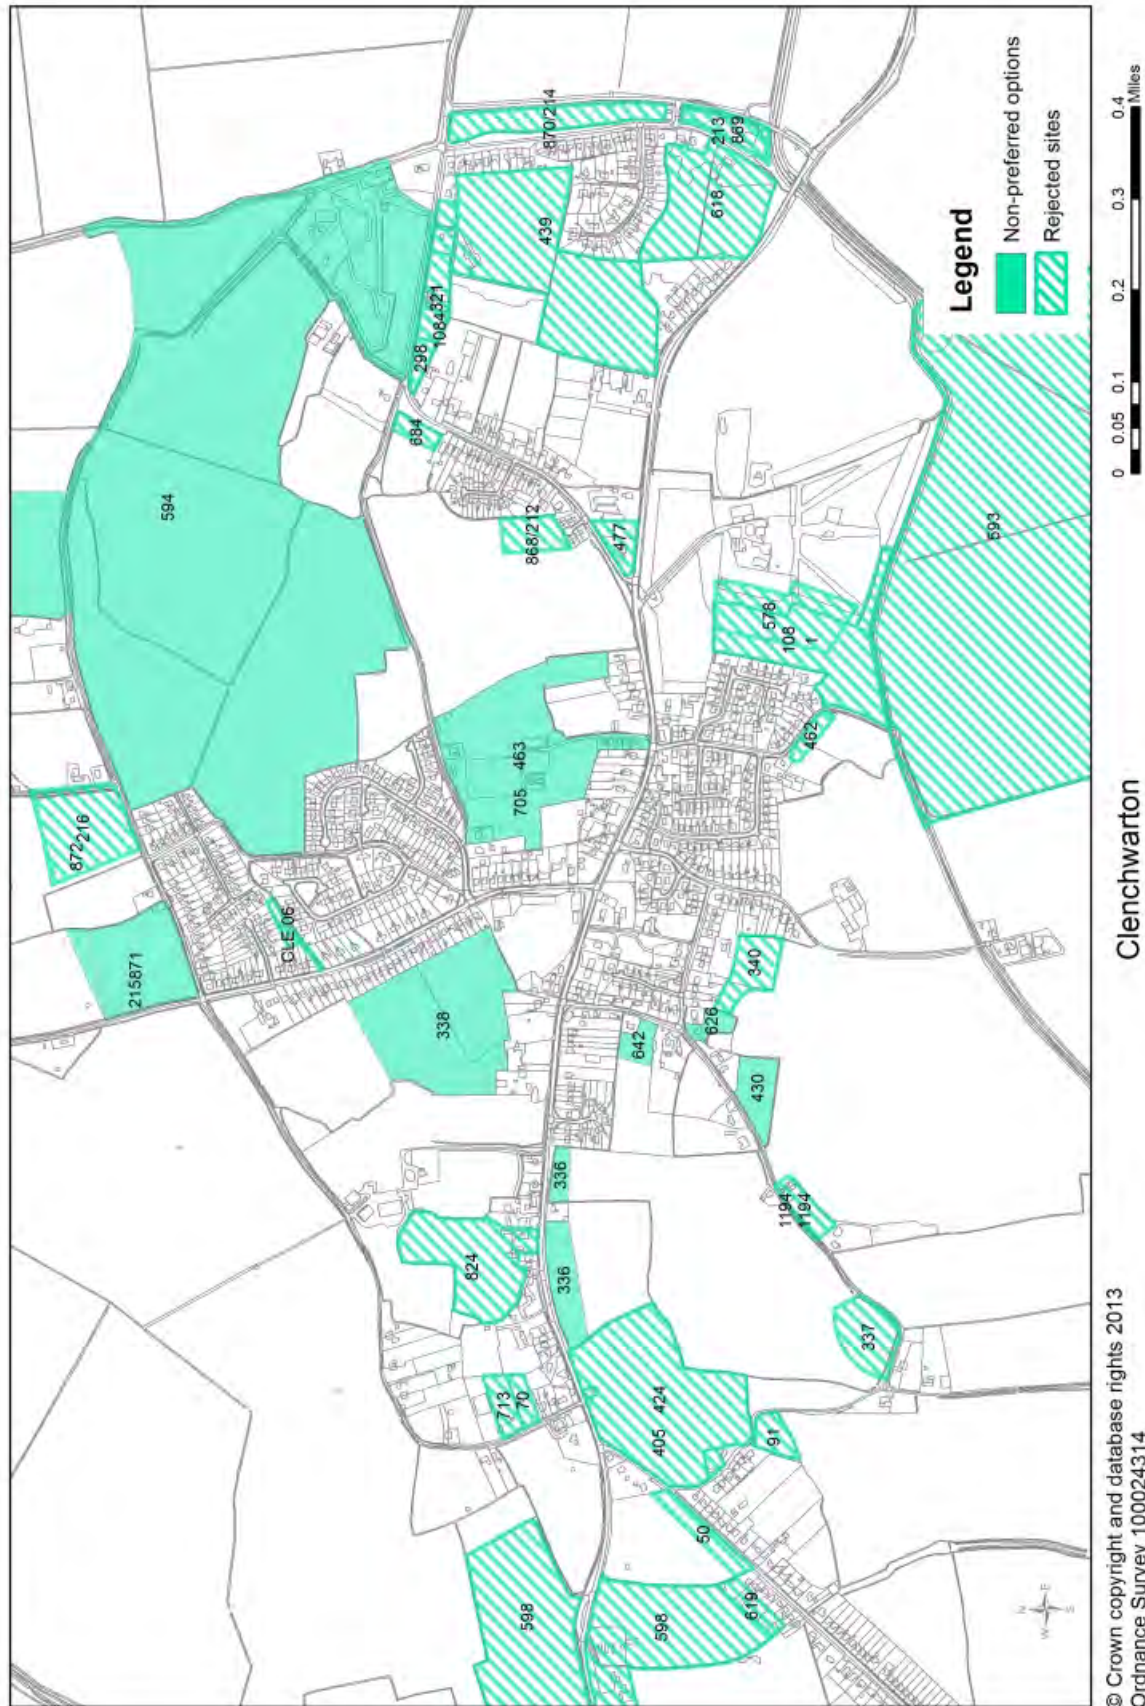 594
872 216
215871
CLE 06
338
684
298
1084 321
870/214
439
213
869
618
868/212
477
705 463
578
108
1
462
593
340
626
642
430
336
336
824
713
70
1194
1194
337
405 424
91
50
598
598
619
N
E
S
W
Legend
Non-preferred options
Rejected sites
0 0.05 0.1 0.2 0.3 0.4
Miles
Clenchwarton
© Crown copyright and database rights 2013
Ordnance Survey 100024314